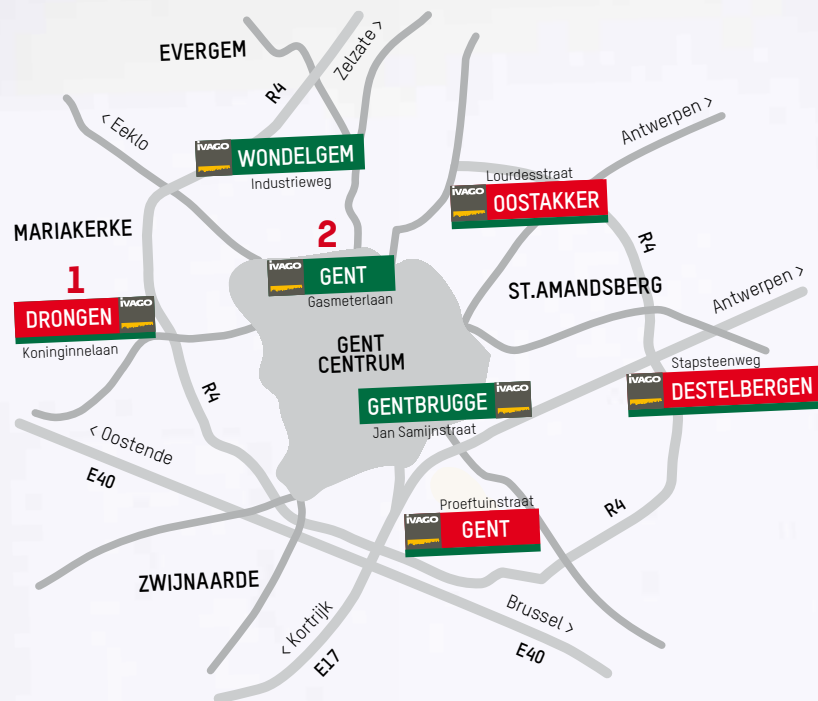 EVERGEM
R4
Zelzate >
< Eeklo
Antwerpen >
IVAGO
WONDELGEM
Industrieweg
Lourdesstraat
IVAGO
OOSTAKKER
MARIAKERKE
2
R4
IVAGO
GENT
Gasmeterlaan
1
DRONGEN
IVAGO
Koninginnelaan
ST.AMANDSBERG
Antwerpen >
GENT
CENTRUM
Stapsteenweg
IVAGO
DESTELBERGEN
R4
GENTBRUGGE
IVAGO
Jan Samijnstraat
< Oostende
E40
Proeftuinstraat
IVAGO
GENT
R4
ZWIJNAARDE
< Kortrijk
E17
Brussel >
E40